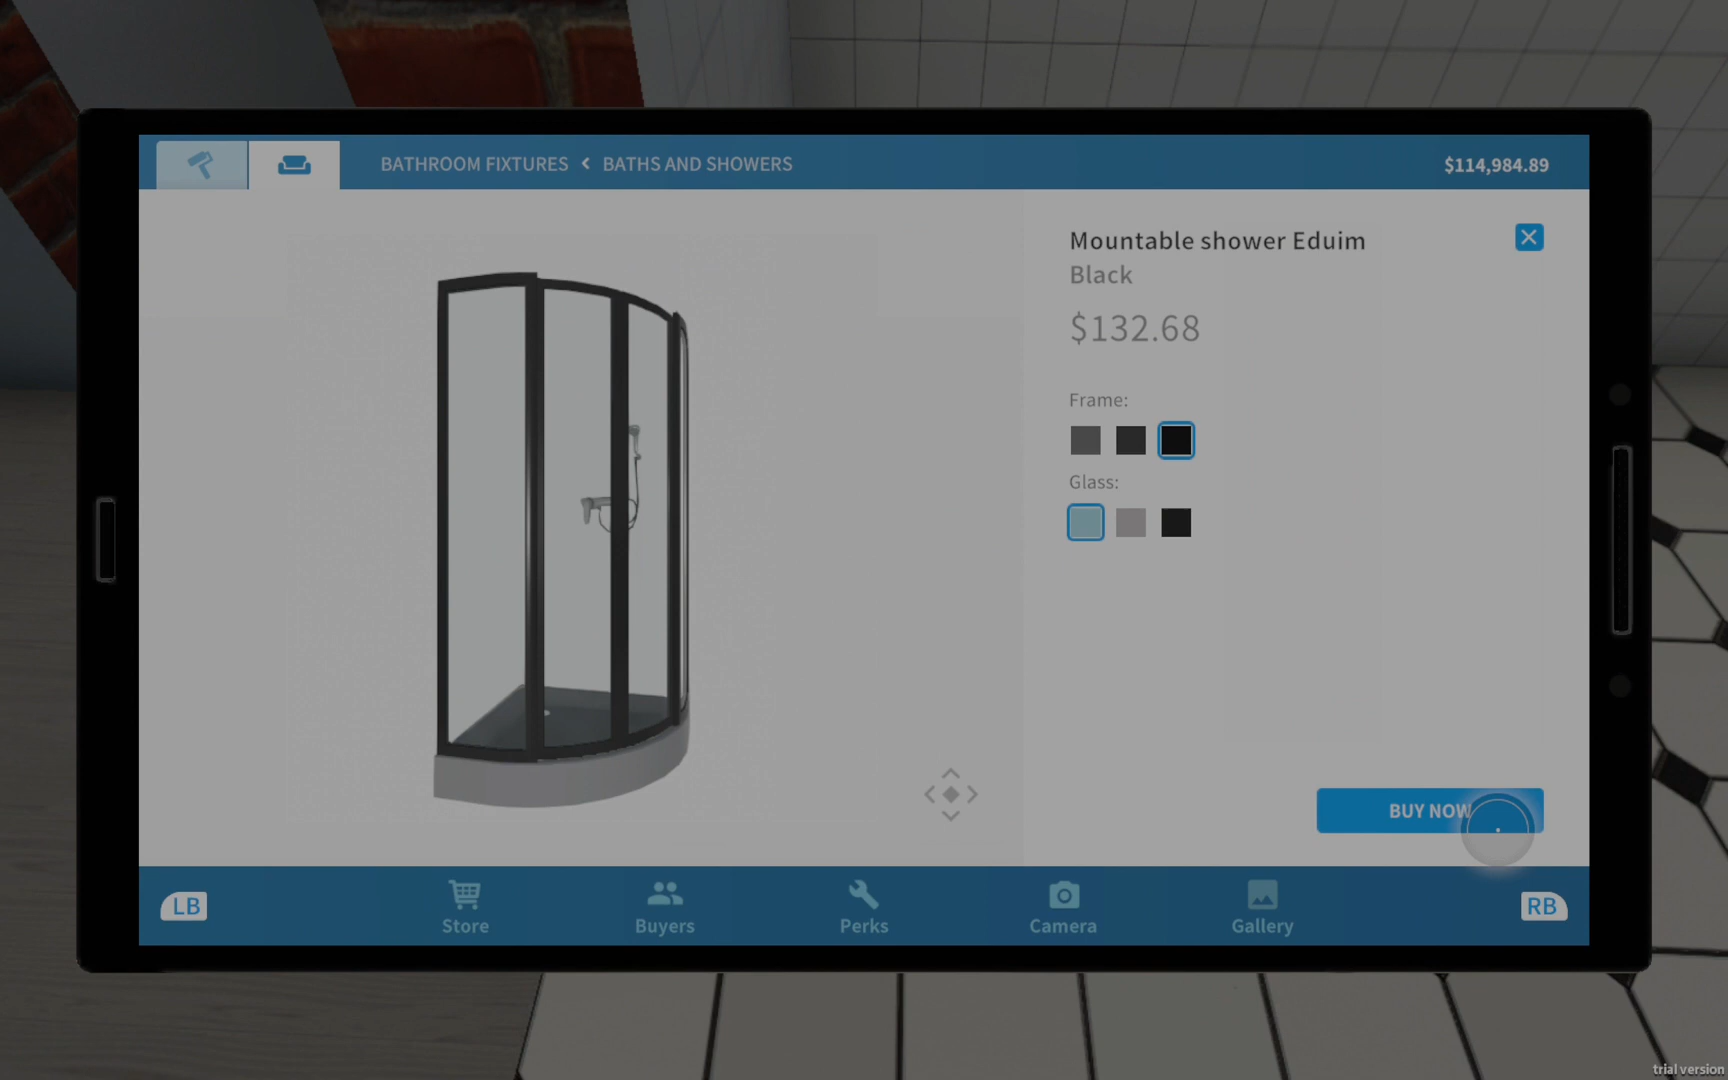 BATHROOM FIXTURES < BATHS AND SHOWERS
$114,984.89
Mountable shower Eduim
Black
$132.68
Frame:
Glass:
BUY NOW
LB
Store
Buyers
Perks
Camera
Gallery
RB
trial version